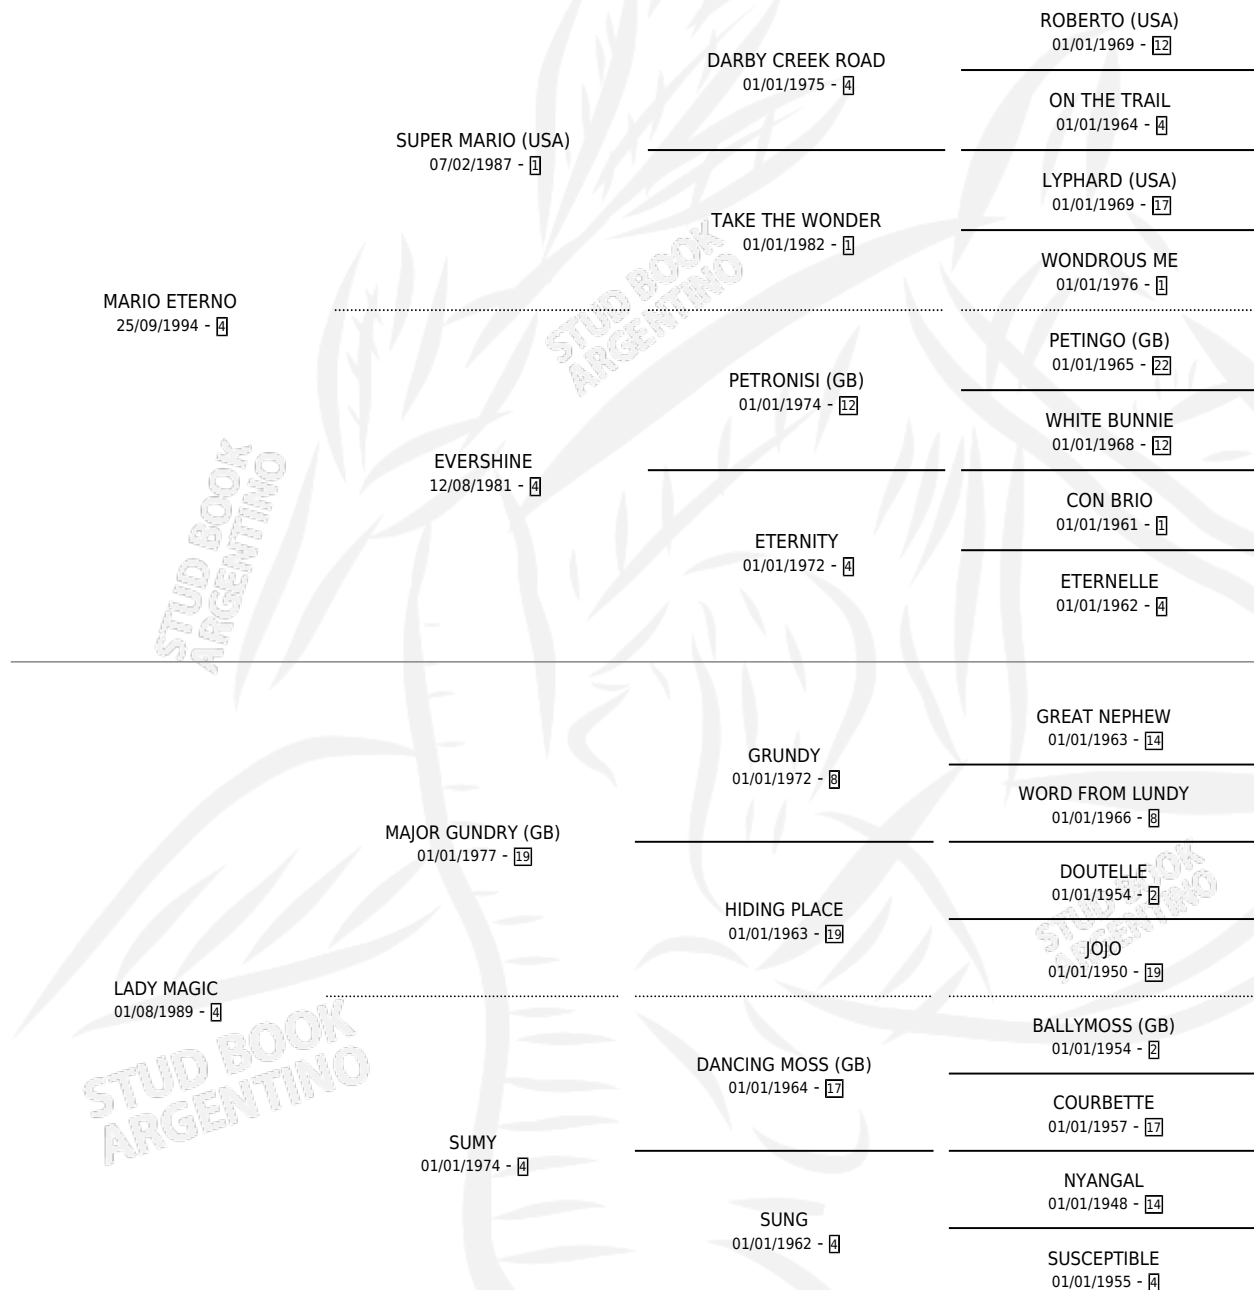 ROBERTO (USA)
01/01/1969 - 12
DARBY CREEK ROAD
01/01/1975 - 4
ON THE TRAIL
01/01/1964 - 4
SUPER MARIO (USA)
07/02/1987 - 1
LYPHARD (USA)
01/01/1969 - 17
TAKE THE WONDER
01/01/1982 - 1
WONDROUS ME
01/01/1976 - 1
MARIO ETERNO
25/09/1994 - 4
PETINGO (GB)
01/01/1965 - 22
PETRONISI (GB)
01/01/1974 - 12
WHITE BUNNIE
01/01/1968 - 12
EVERSHINE
12/08/1981 - 4
CON BRIO
01/01/1961 - 1
ETERNITY
01/01/1972 - 4
ETERNELLE
01/01/1962 - 4
STUD BOOK
ARGENTINO
STUD BOOK
ARGENTINO
GREAT NEPHEW
01/01/1963 - 14
GRUNDY
01/01/1972 - 8
WORD FROM LUNDY
01/01/1966 - 8
MAJOR GUNDRY (GB)
01/01/1977 - 19
DOUTELLE
01/01/1954 - 2
HIDING PLACE
01/01/1963 - 19
JOJO
01/01/1950 - 19
STUD BOOK
ARGENTINO
LADY MAGIC
01/08/1989 - 4
BALLYMOSS (GB)
01/01/1954 - 2
DANCING MOSS (GB)
01/01/1964 - 17
COURBETTE
01/01/1957 - 17
STUD BOOK
ARGENTINO
SUMY
01/01/1974 - 4
NYANGAL
01/01/1948 - 14
SUNG
01/01/1962 - 4
SUSCEPTIBLE
01/01/1955 - 4